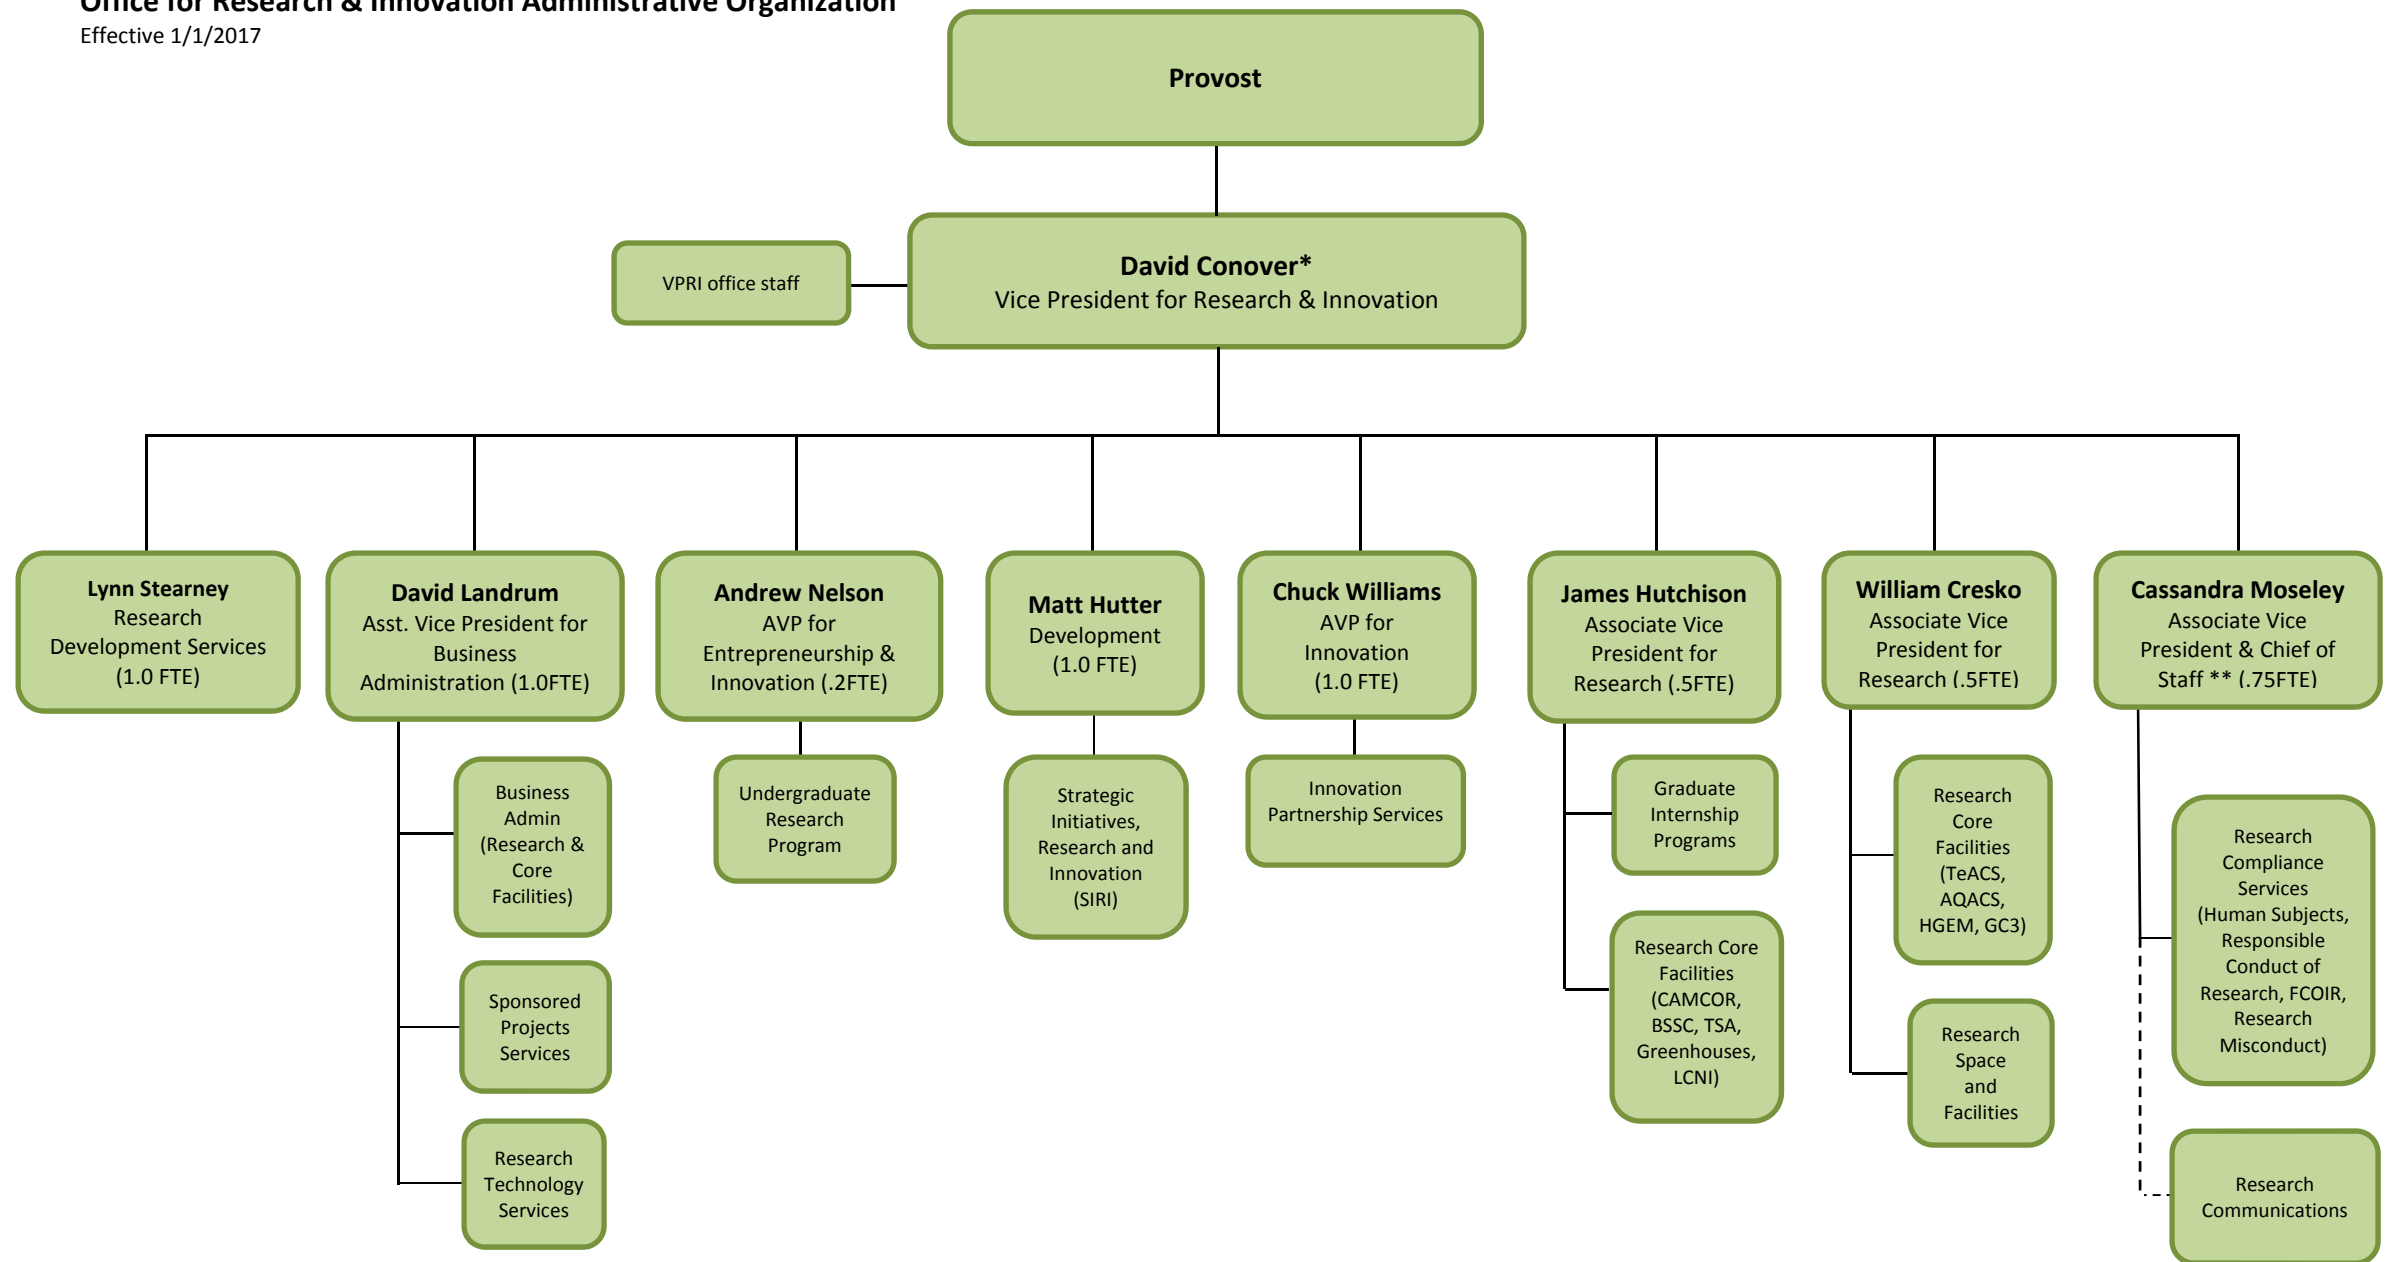 Office for Research & Innovation Administrative Organization
Effective 1/1/2017
Provost
VPRI office staff
David Conover*
Vice President for Research & Innovation
Lynn Stearney
Research
Development Services
(1.0 FTE)
David Landrum
Asst. Vice President for
Business
Administration (1.0FTE)
Andrew Nelson
AVP for
Entrepreneurship &
Innovation (.2FTE)
Matt Hutter
Development
(1.0 FTE)
Chuck Williams
AVP for
Innovation
(1.0 FTE)
James Hutchison
Associate Vice
President for
Research (.5FTE)
William Cresko
Associate Vice
President for
Research (.5FTE)
Cassandra Moseley
Associate Vice
President & Chief of
Staff ** (.75FTE)
Business
Admin
(Research &
Core
Facilities)
Sponsored
Projects
Services
Research
Technology
Services
Undergraduate
Research
Program
Strategic
Initiatives,
Research and
Innovation
(SIRI)
Innovation
Partnership Services
Graduate
Internship
Programs
Research Core
Facilities
(CAMCOR,
BSSC, TSA,
Greenhouses,
LCNI)
Research
Core
Facilities
(TeACS,
AQACS,
HGEM, GC3)
Research
Space
and
Facilities
Research
Compliance
Services
(Human Subjects,
Responsible
Conduct of
Research, FCOIR,
Research
Misconduct)
Research
Communications